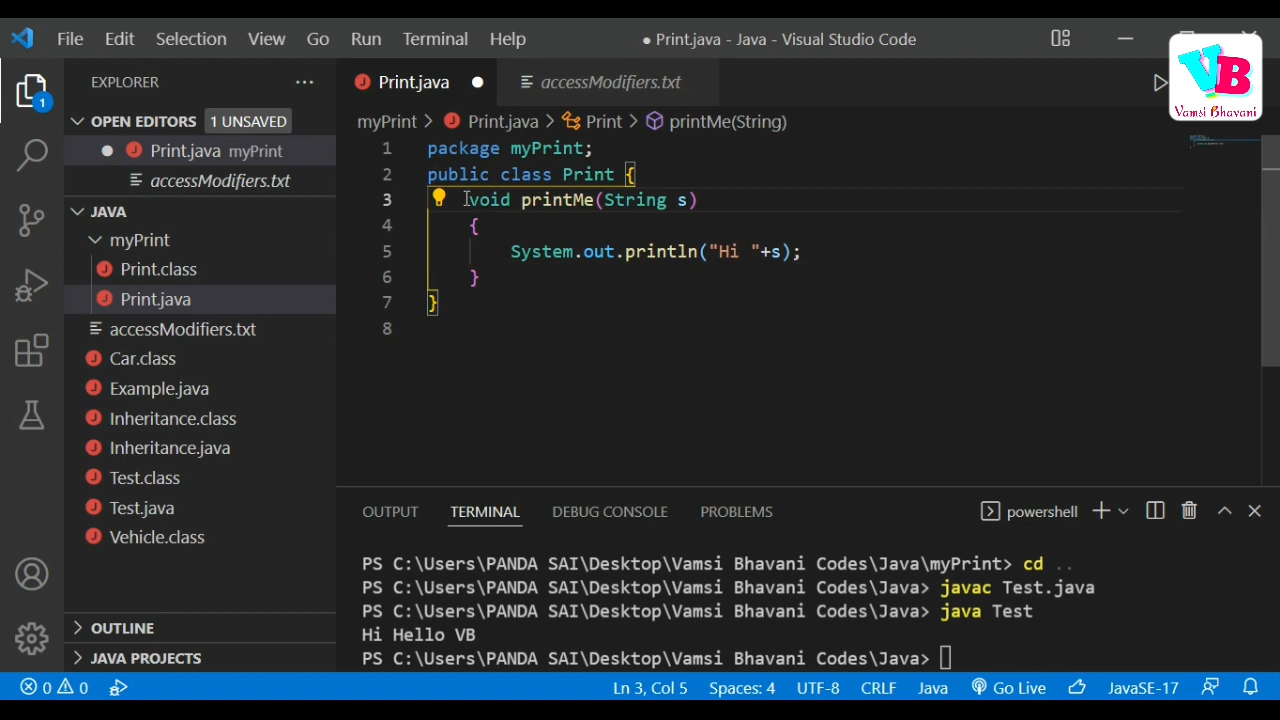 File Edit Selection View Go Run Terminal Help
● Print.java - Java - Visual Studio Code
VB
Vamsi Bhavani
EXPLORER
OPEN EDITORS 1 UNSAVED
Print.java myPrint
accessModifiers.txt
JAVA
myPrint
Print.class
Print.java
accessModifiers.txt
Car.class
Example.java
Inheritance.class
Inheritance.java
Test.class
Test.java
Vehicle.class
OUTLINE
JAVA PROJECTS
1
Print.java
accessModifiers.txt
myPrint > Print.java > Print > printMe(String)
1 package myPrint;
2 public class Print {
3 void printMe(String s)
4 {
5 System.out.println("Hi "+s);
6 }
7 }
8
OUTPUT TERMINAL DEBUG CONSOLE PROBLEMS
powershell
PS C:\Users\PANDA SAI\Desktop\Vamsi Bhavani Codes\Java\myPrint> cd ..
PS C:\Users\PANDA SAI\Desktop\Vamsi Bhavani Codes\Java> javac Test.java
PS C:\Users\PANDA SAI\Desktop\Vamsi Bhavani Codes\Java> java Test
Hi Hello VB
PS C:\Users\PANDA SAI\Desktop\Vamsi Bhavani Codes\Java>
0 0 Ln 3, Col 5 Spaces: 4 UTF-8 CRLF Java Go Live JavaSE-17